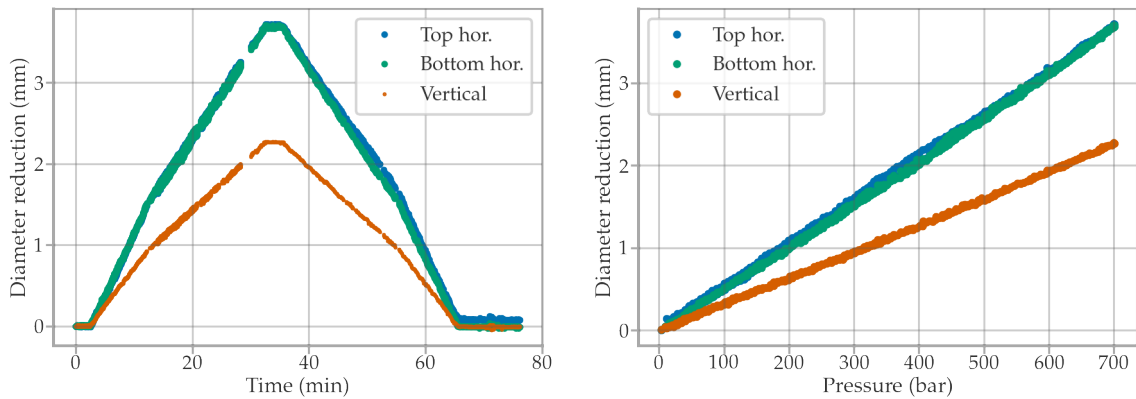 Diameter reduction (mm)
3
2
1
0
Top hor.
Bottom hor.
Vertical
0 20 40 60 80
Time (min)
Diameter reduction (mm)
3
2
1
0
Top hor.
Bottom hor.
Vertical
0 100 200 300 400 500 600 700
Pressure (bar)